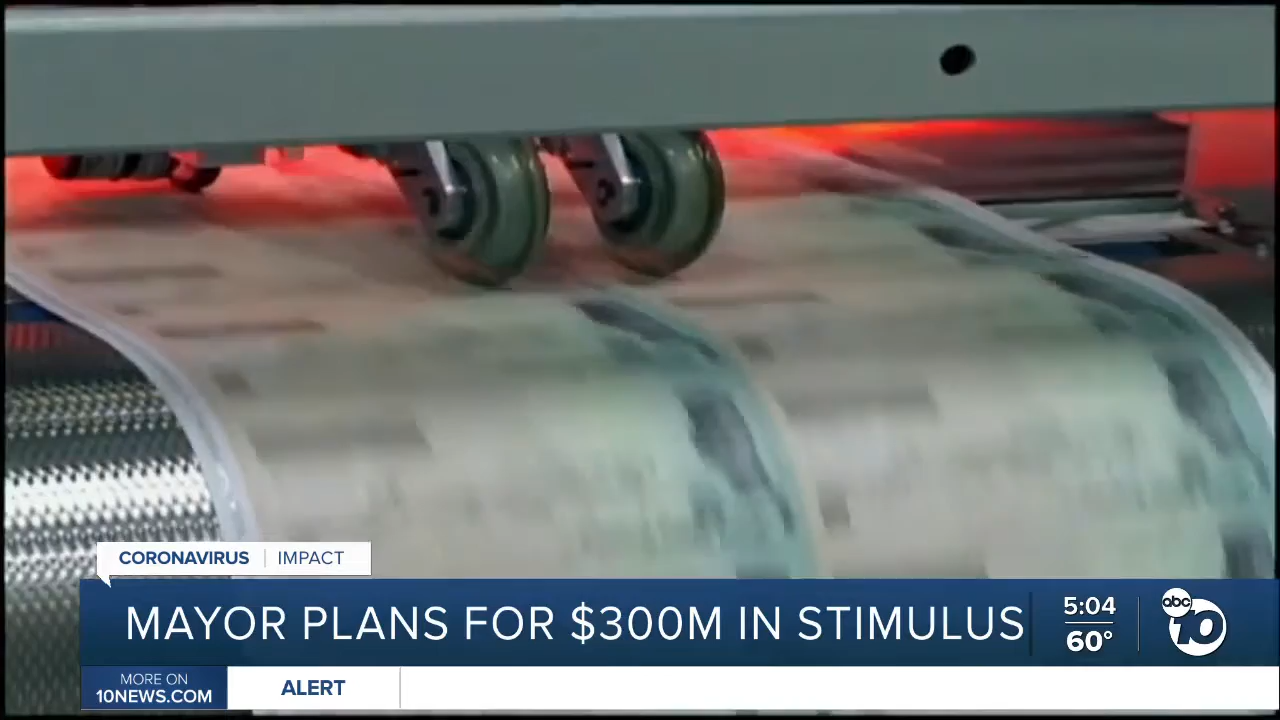 CORONAVIRUS | IMPACT
MAYOR PLANS FOR $300M IN STIMULUS
5:04
60°
abc
10
MORE ON
10NEWS.COM
ALERT